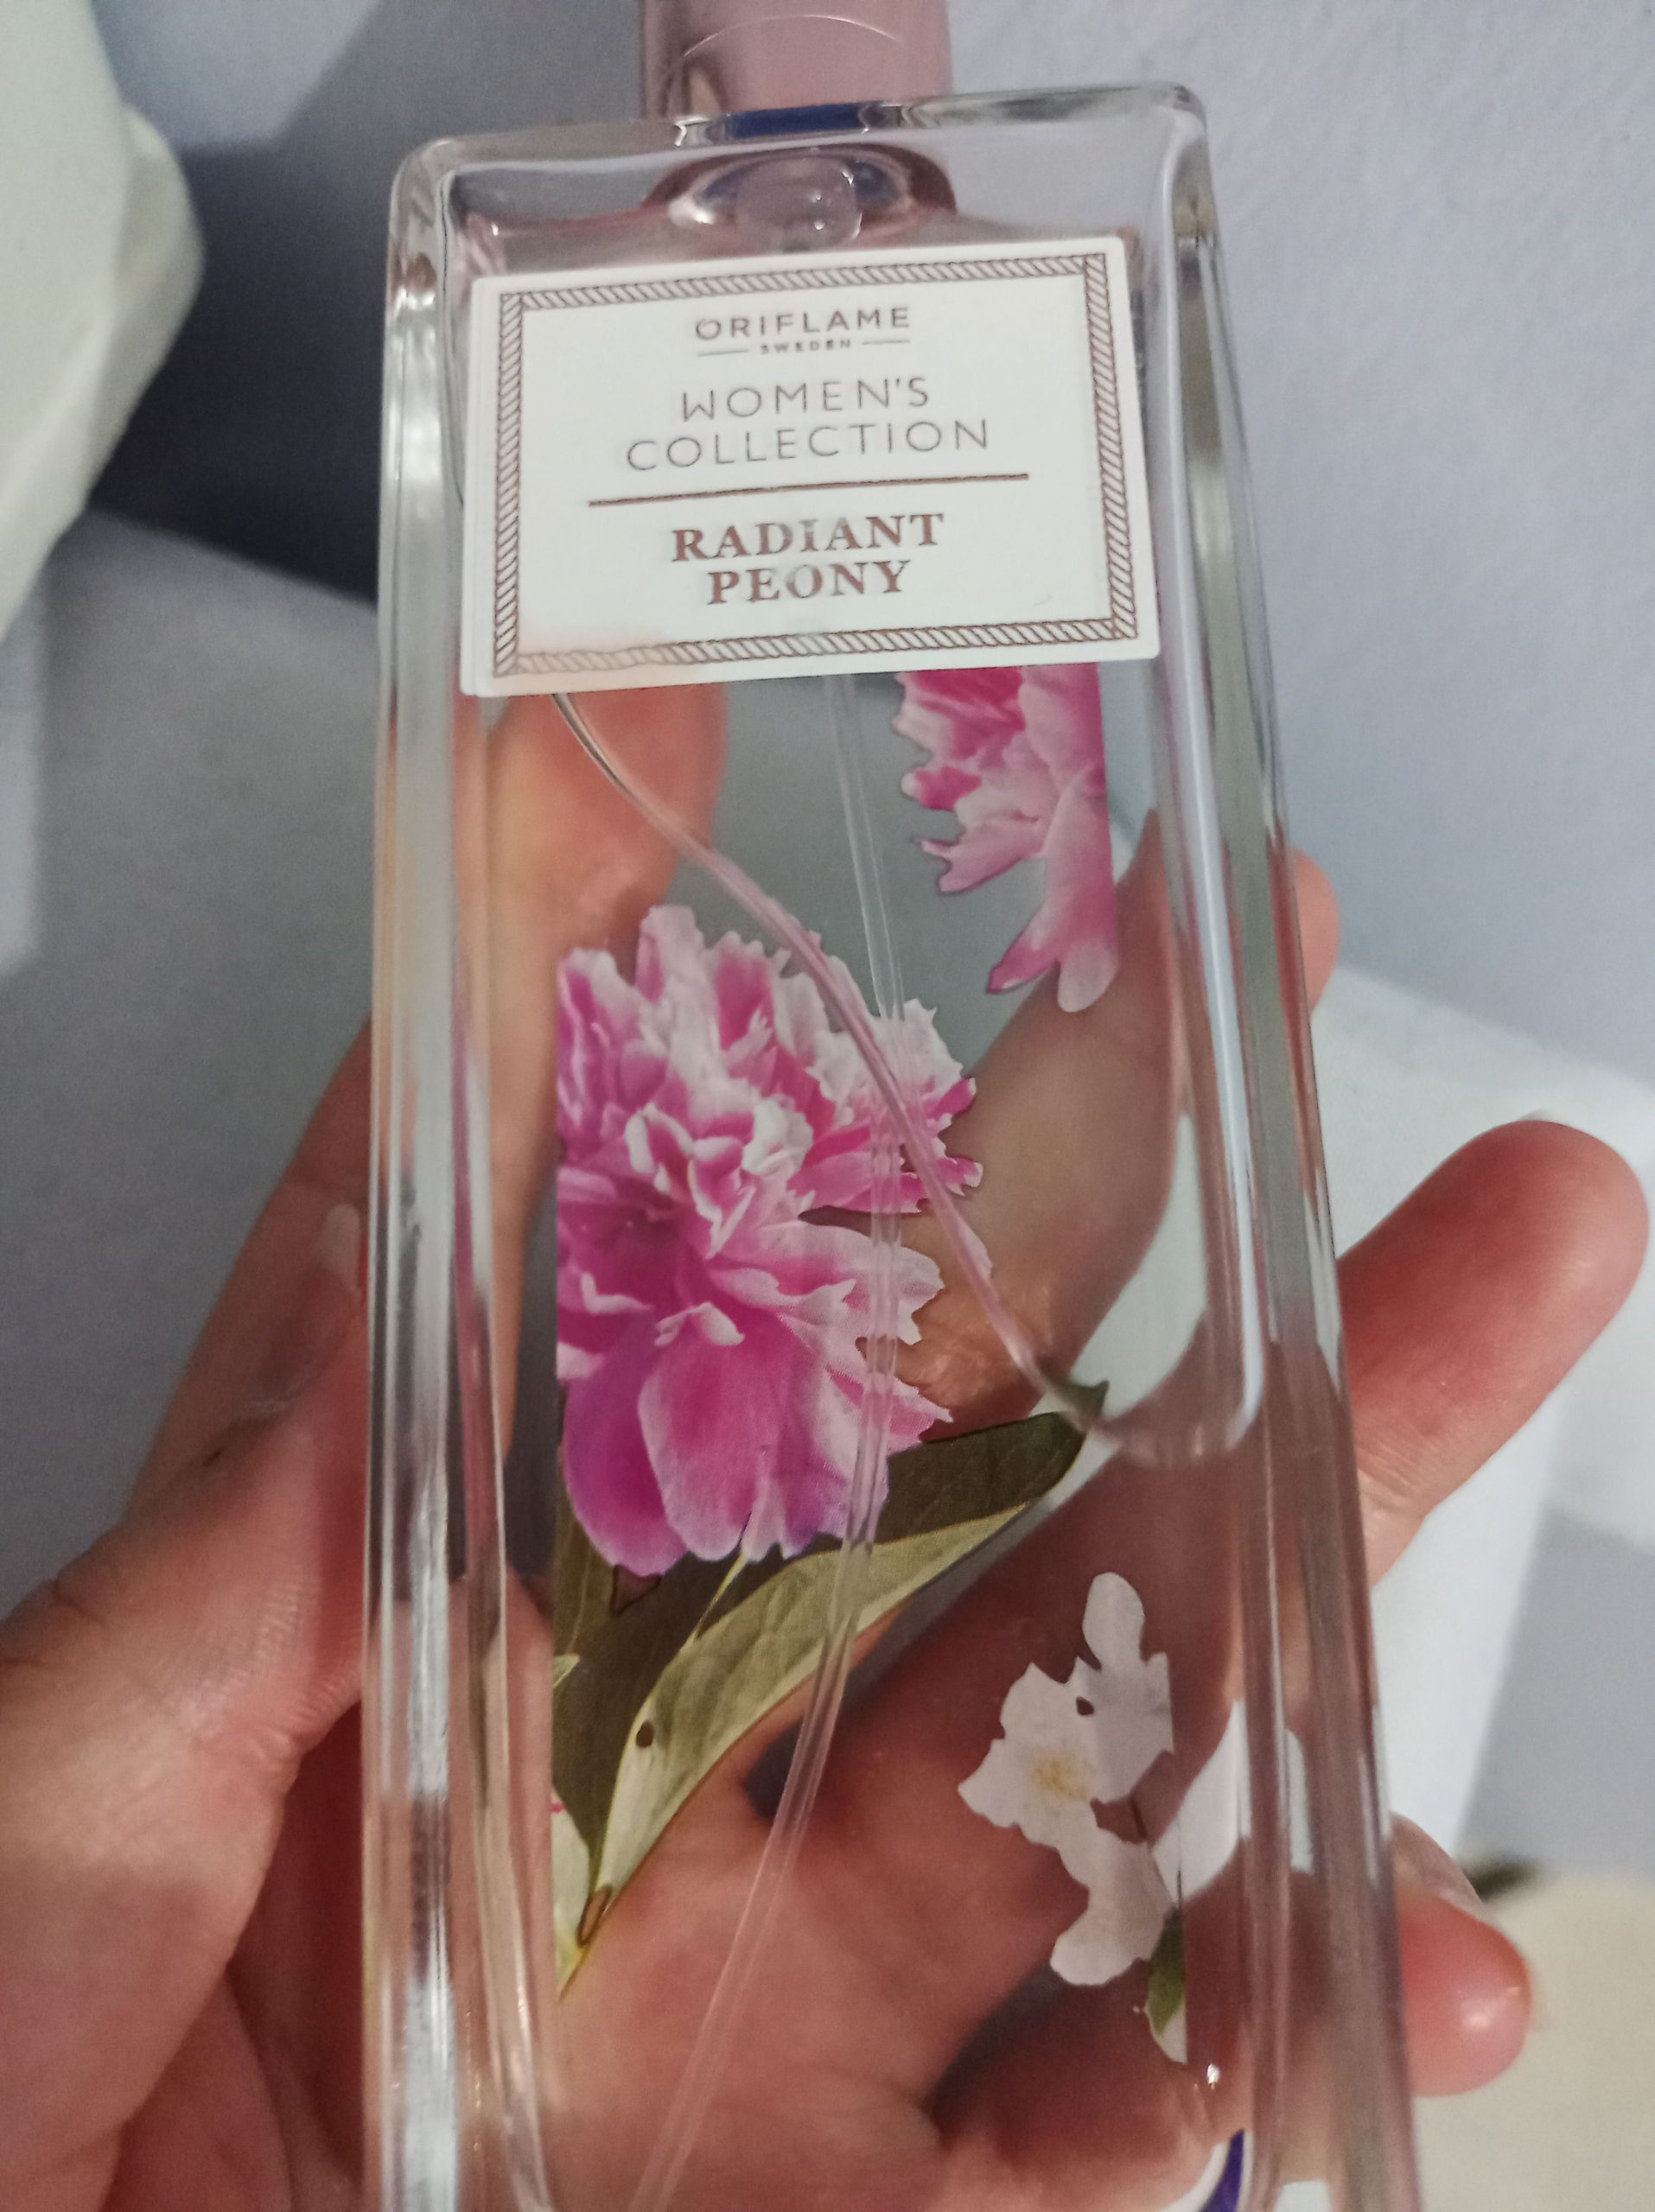 ORIFLAME
SWEDEN
WOMEN'S
COLLECTION
RADIANT
PEONY